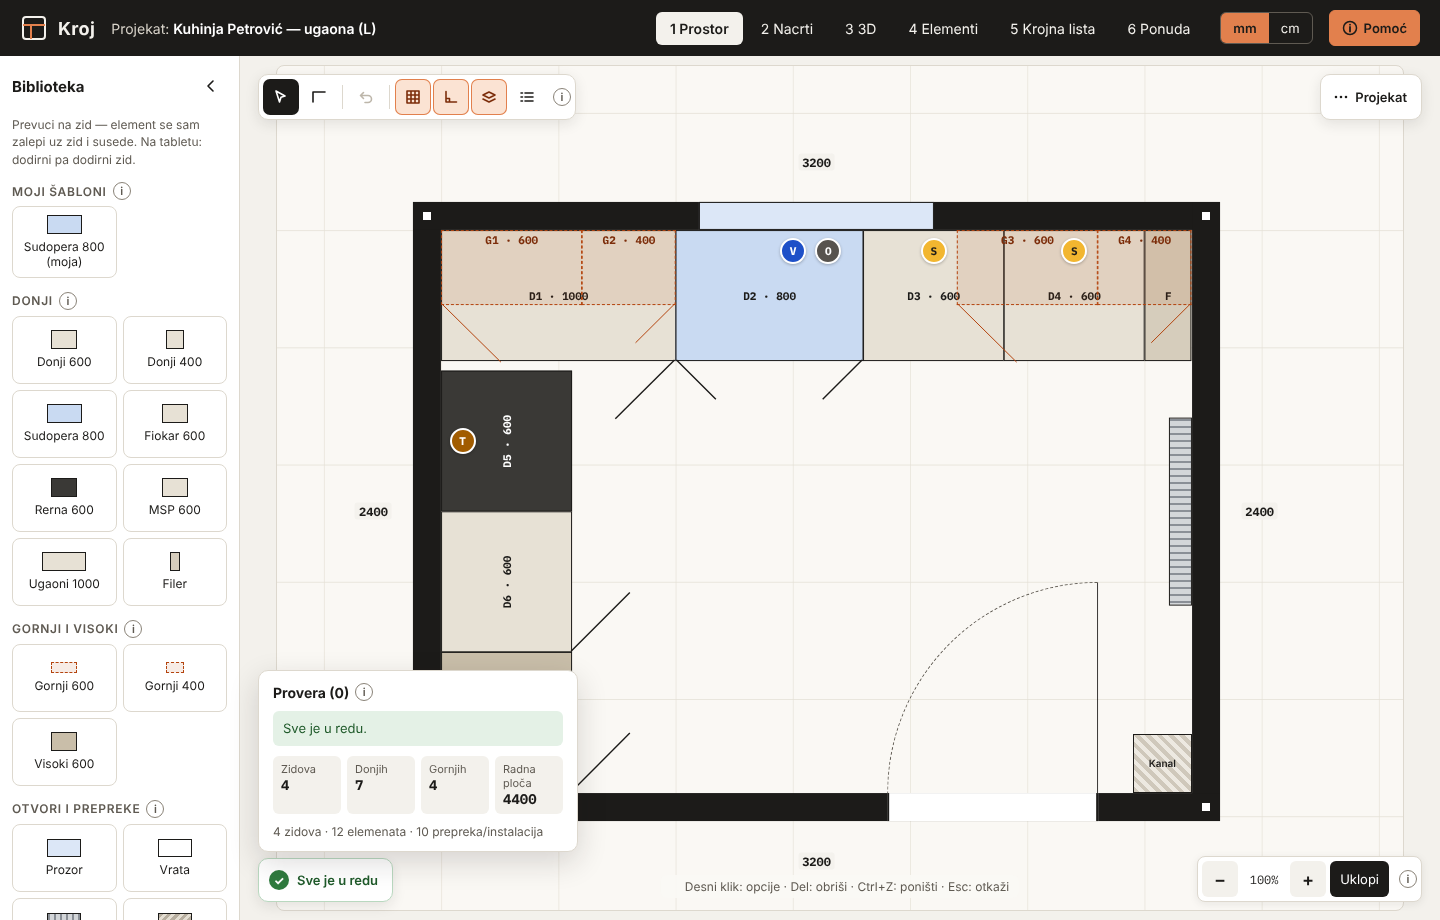 Kroj
Projekat: Kuhinja Petrović — ugaona (L)
1 Prostor
2 Nacrti
3 3D
4 Elementi
5 Krojna lista
6 Ponuda
mm
cm
Pomoć
Biblioteka
Prevuci na zid — element se sam
zalepi uz zid i susede. Na tabletu:
dodirni pa dodirni zid.
MOJI ŠABLONI
Sudopera 800
(moja)
DONJI
Donji 600
Donji 400
Sudopera 800
Fiokar 600
Rerna 600
MSP 600
Ugaoni 1000
Filer
GORNJI I VISOKI
Gornji 600
Gornji 400
Visoki 600
OTVORI I PREPREKE
Prozor
Vrata
Projekat
3200
G1 · 600
G2 · 400
V
O
S
G3 · 600
S
G4 · 400
D1 · 1000
D2 · 800
D3 · 600
D4 · 600
F
T
D5 · 600
2400
2400
D6 · 600
Kanal
Provera (0)
Sve je u redu.
Zidova
4
Donjih
7
Gornjih
4
Radna
ploča
4400
4 zidova · 12 elemenata · 10 prepreka/instalacija
Sve je u redu
3200
Desni klik: opcije · Del: obriši · Ctrl+Z: poništi · Esc: otkaži
− 100% +
Uklopi